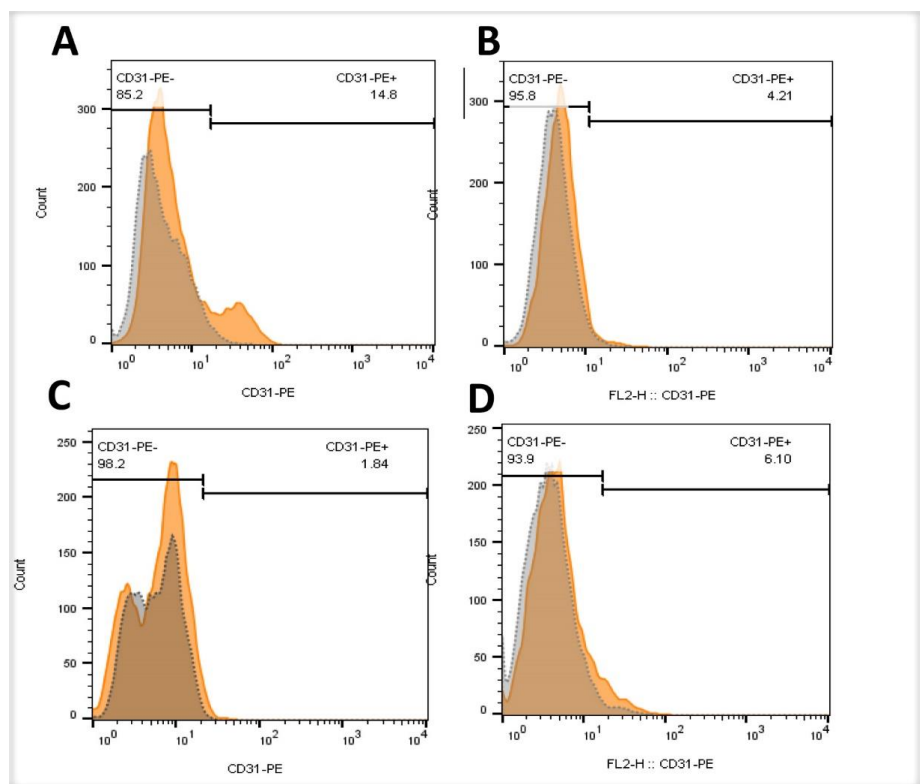 A
CD31-PE-
85.2
CD31-PE+
14.8
300
200
100
0
Count
10^0
10^1
10^2
10^3
10^4
CD31-PE
B
CD31-PE-
95.8
CD31-PE+
4.21
300
200
100
0
Count
10^0
10^1
10^2
10^3
10^4
FL2-H :: CD31-PE
C
CD31-PE-
98.2
CD31-PE+
1.84
250
200
150
100
50
0
Count
10^0
10^1
10^2
10^3
10^4
CD31-PE
D
CD31-PE-
93.9
CD31-PE+
6.10
250
200
150
100
50
0
Count
10^0
10^1
10^2
10^3
10^4
FL2-H :: CD31-PE